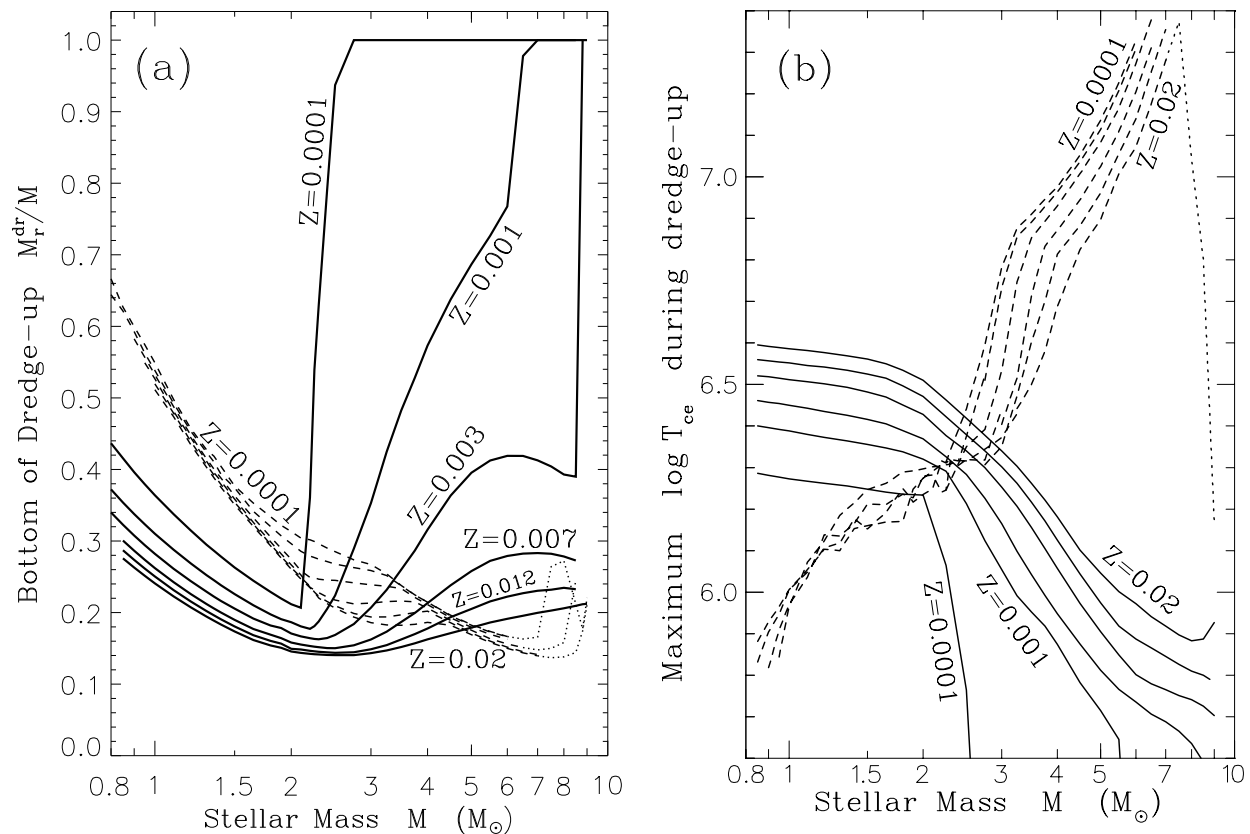 (a)
Bottom of Dredge-up M_r^dr/M
1.0
0.9
0.8
0.7
0.6
0.5
0.4
0.3
0.2
0.1
0.0
Z=0.0001
Z=0.001
Z=0.003
Z=0.0001
Z=0.007
Z=0.012
Z=0.02
0.8 1 1.5 2 3 4 5 6 7 8 10
Stellar Mass M (M⊙)
(b)
Maximum log T_ce during dredge-up
7.0
6.5
6.0
Z=0.0001
Z=0.02
Z=0.02
Z=0.001
Z=0.0001
0.8 1 1.5 2 3 4 5 7 10
Stellar Mass M (M⊙)